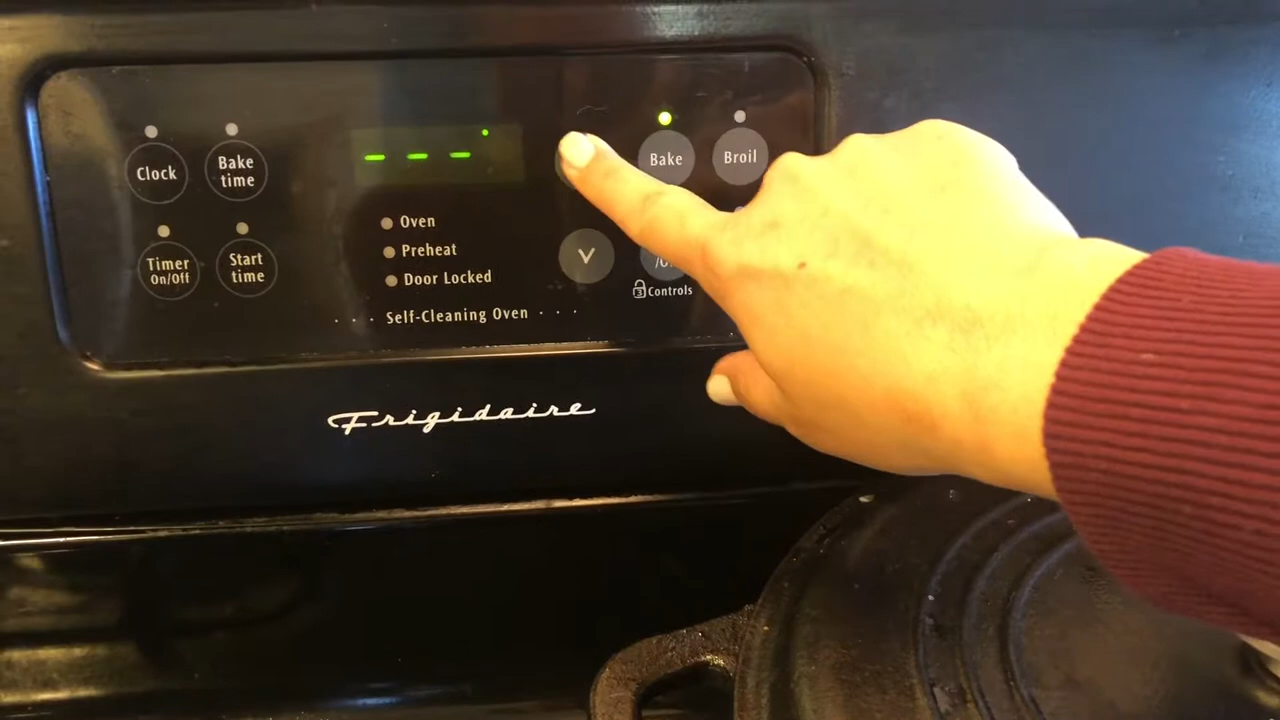 Clock
Bake
time
Timer
On/Off
Start
time
– – –
Oven
Preheat
Door Locked
Self-Cleaning Oven
Bake
Broil
3 Controls
Frigidaire